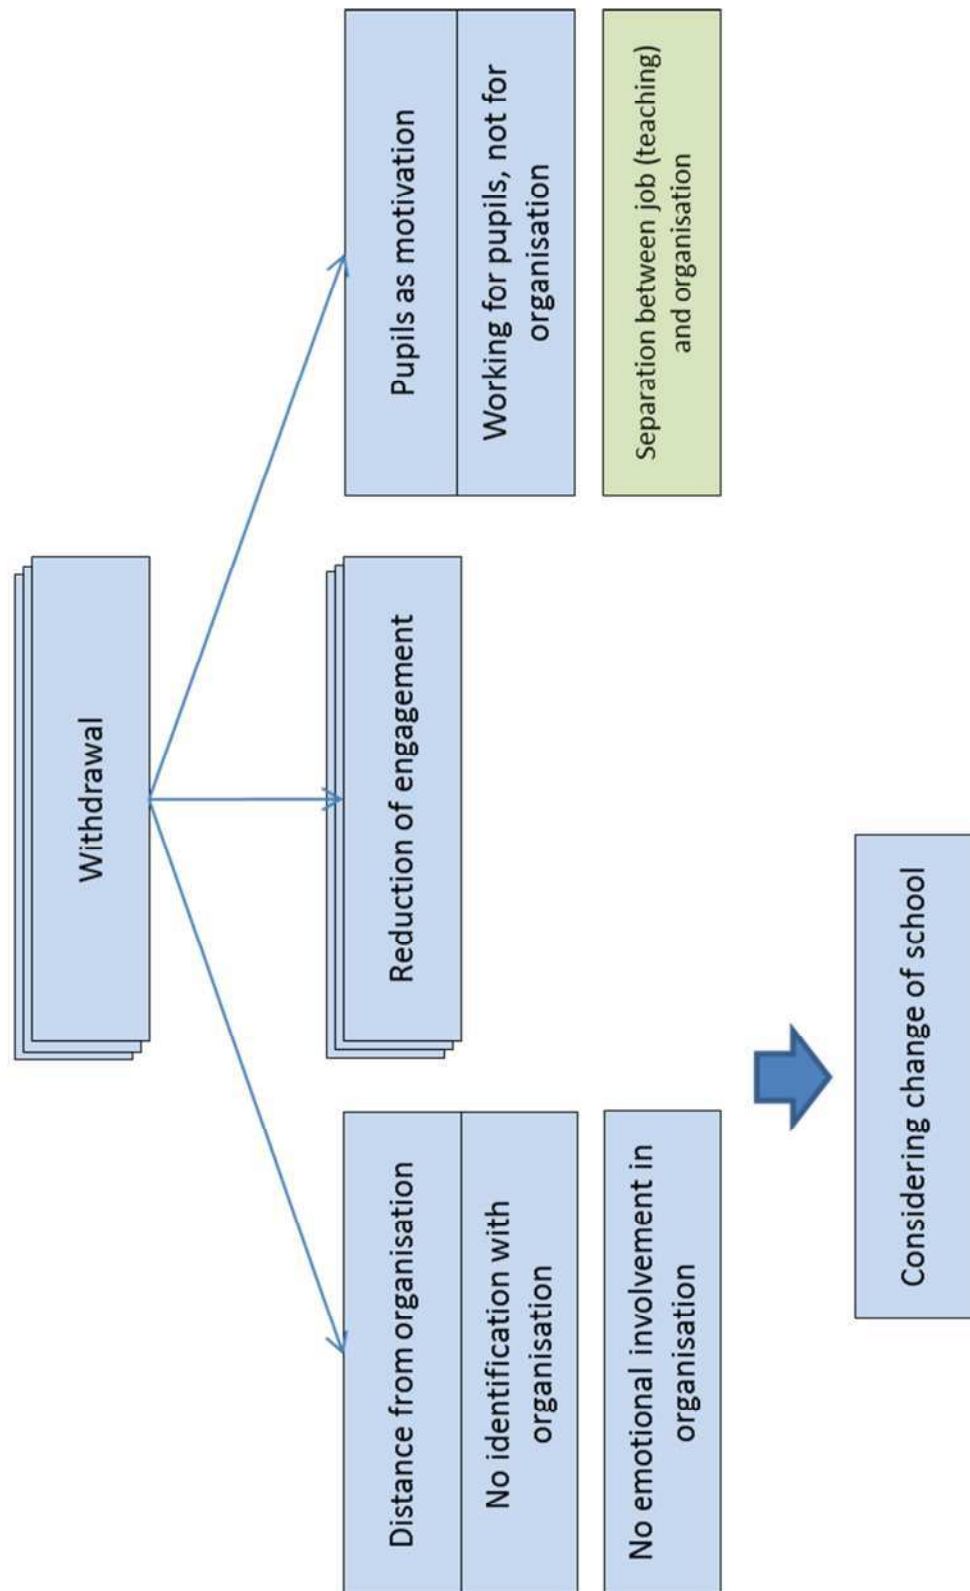 Withdrawal
Distance from organisation
No identification with
organisation
No emotional involvement in
organisation
Reduction of engagement
Pupils as motivation
Working for pupils, not for
organisation
Separation between job (teaching)
and organisation
Considering change of school